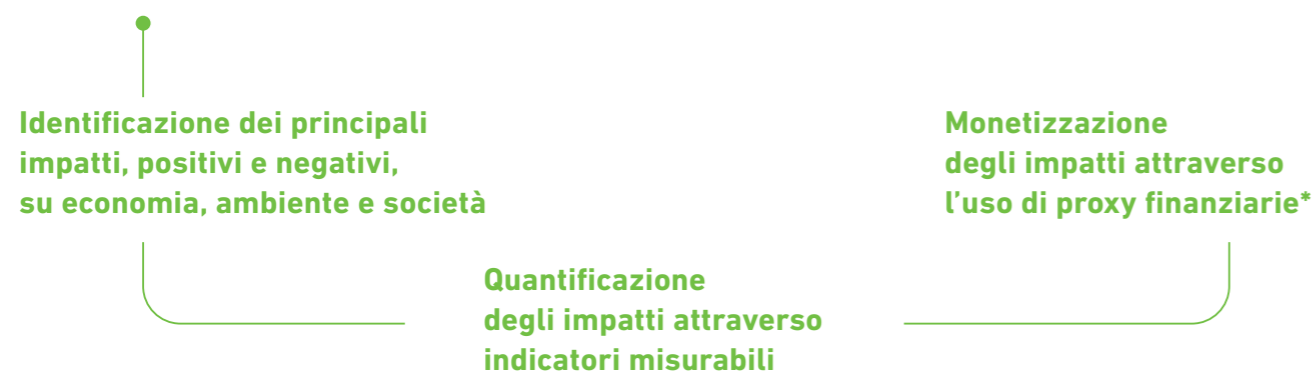 Identificazione dei principali
impatti, positivi e negativi,
su economia, ambiente e società
Quantificazione
degli impatti attraverso
indicatori misurabili
Monetizzazione
degli impatti attraverso
l’uso di proxy finanziarie*